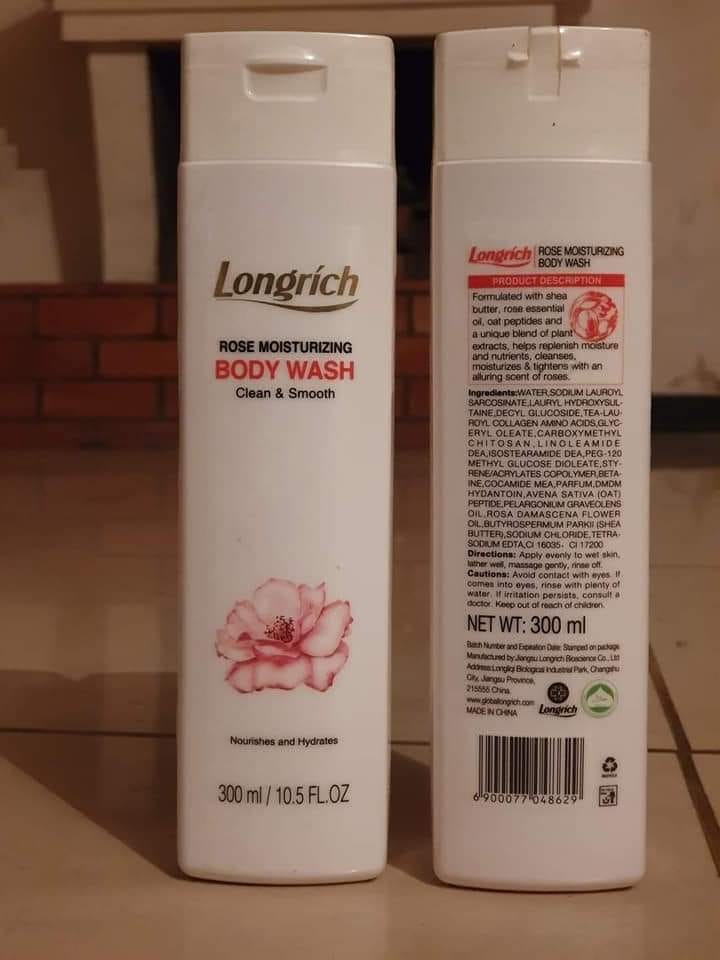 Longrích
ROSE MOISTURIZING
BODY WASH
Clean & Smooth
Nourishes and Hydrates
300 ml / 10.5 FL.OZ
Longrích
ROSE MOISTURIZING
BODY WASH
PRODUCT DESCRIPTION
Formulated with shea
butter, rose essential
oil, oat peptides and
a unique blend of plant
extracts, helps replenish moisture
and nutrients, cleanses,
moisturizes & tightens with an
alluring scent of roses.
Ingredients:WATER,SODIUM LAUROYL
SARCOSINATE,LAURYL HYDROXYSUL-
TAINE,DECYL GLUCOSIDE,TEA-LAU-
ROYL COLLAGEN AMINO ACIDS,GLYC-
ERYL OLEATE,CARBOXYMETHYL
CHITOSAN,LINOLEAMIDE
DEA,ISOSTEARAMIDE DEA,PEG-120
METHYL GLUCOSE DIOLEATE,STY-
RENE/ACRYLATES COPOLYMER,BETA-
INE,COCAMIDE MEA,PARFUM,DMDM
HYDANTOIN,AVENA SATIVA (OAT)
PEPTIDE,PELARGONIUM GRAVEOLENS
OIL,ROSA DAMASCENA FLOWER
OIL,BUTYROSPERMUM PARKII (SHEA
BUTTER),SODIUM CHLORIDE,TETRA-
SODIUM EDTA,CI 16035, CI 17200
Directions: Apply evenly to wet skin,
lather well, massage gently, rinse off.
Cautions: Avoid contact with eyes. If
comes into eyes, rinse with plenty of
water. If irritation persists, consult a
doctor. Keep out of reach of children.
NET WT: 300 ml
Batch Number and Expiration Date: Stamped on package
Manufactured by:Jiangsu Longrich Bioscience Co., Ltd
Address:Longliqi Biological Industrial Park, Changshu
City, Jiangsu Province,
215555 China
www.globallongrich.com
MADE IN CHINA
Longrích
6 900077 048629